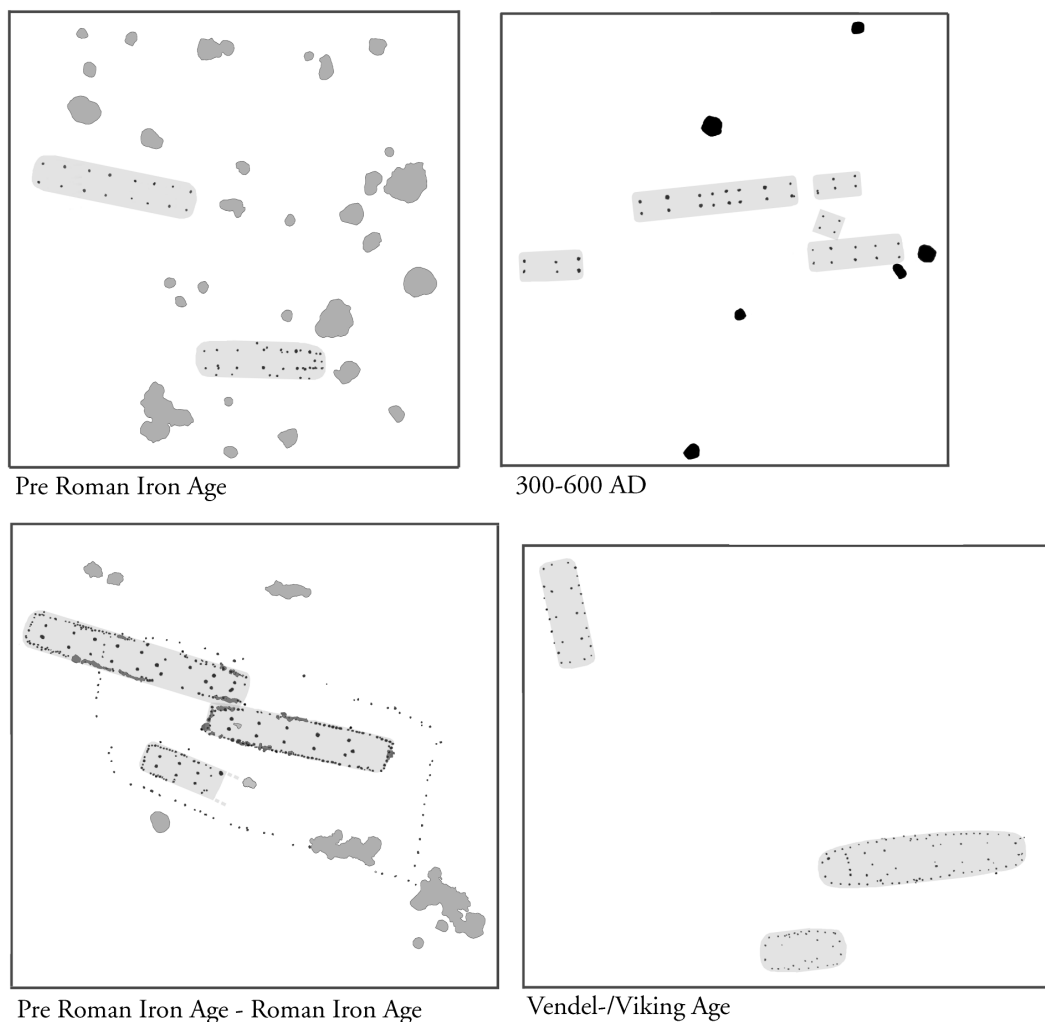 Pre Roman Iron Age
300-600 AD
Pre Roman Iron Age - Roman Iron Age
Vendel-/Viking Age